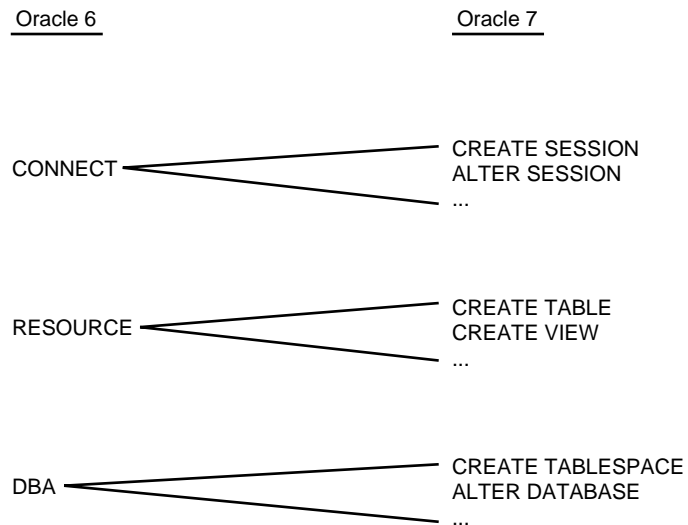 Oracle 6
Oracle 7
CONNECT
CREATE SESSION
ALTER SESSION
...
RESOURCE
CREATE TABLE
CREATE VIEW
...
DBA
CREATE TABLESPACE
ALTER DATABASE
...